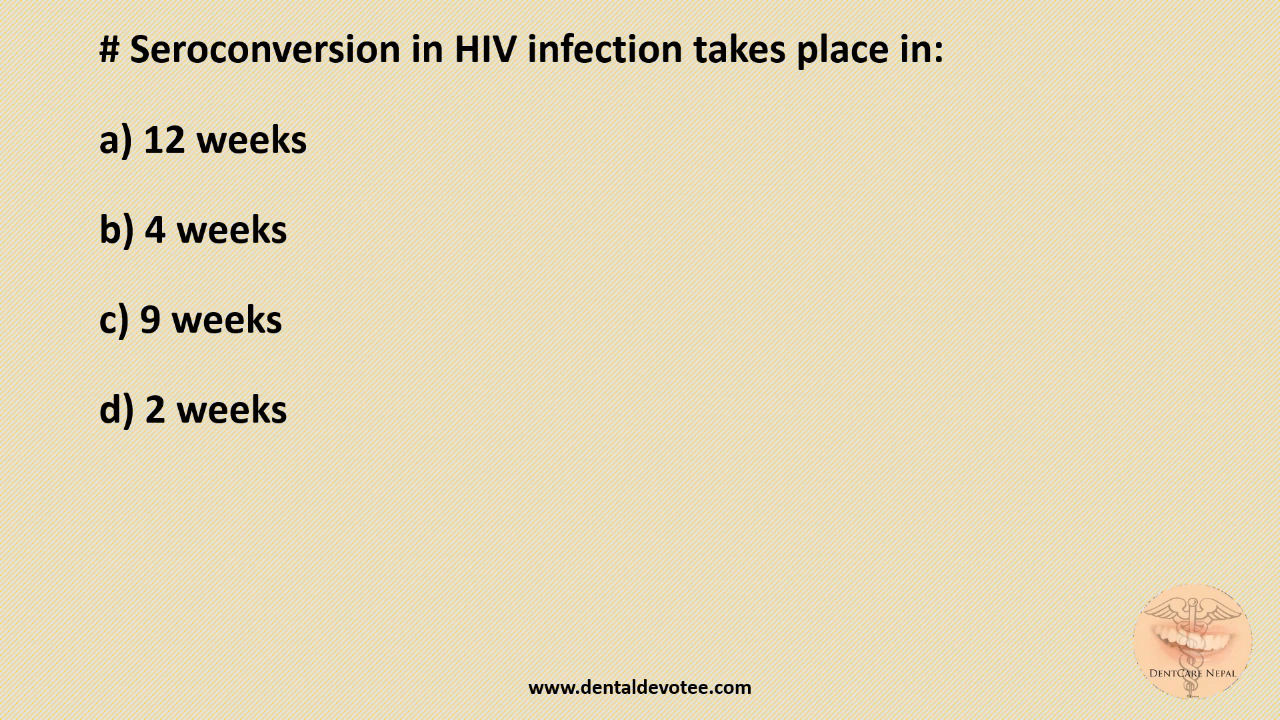 # Seroconversion in HIV infection takes place in:
a) 12 weeks
b) 4 weeks
c) 9 weeks
d) 2 weeks
DENTCARE NEPAL
www.dentaldevotee.com